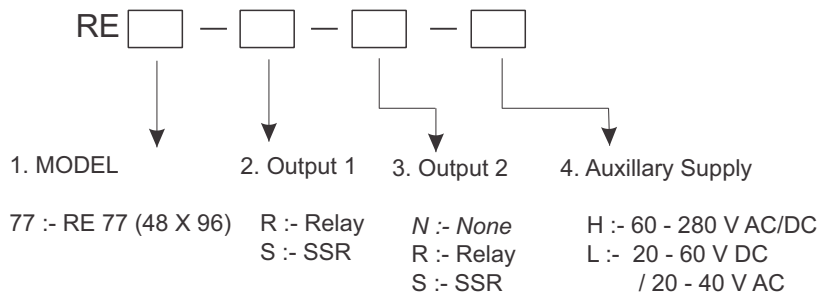 RE — — —
1. MODEL
77 :- RE 77 (48 X 96)
2. Output 1
R :- Relay
S :- SSR
3. Output 2
N :- None
R :- Relay
S :- SSR
4. Auxillary Supply
H :- 60 - 280 V AC/DC
L :- 20 - 60 V DC
/ 20 - 40 V AC